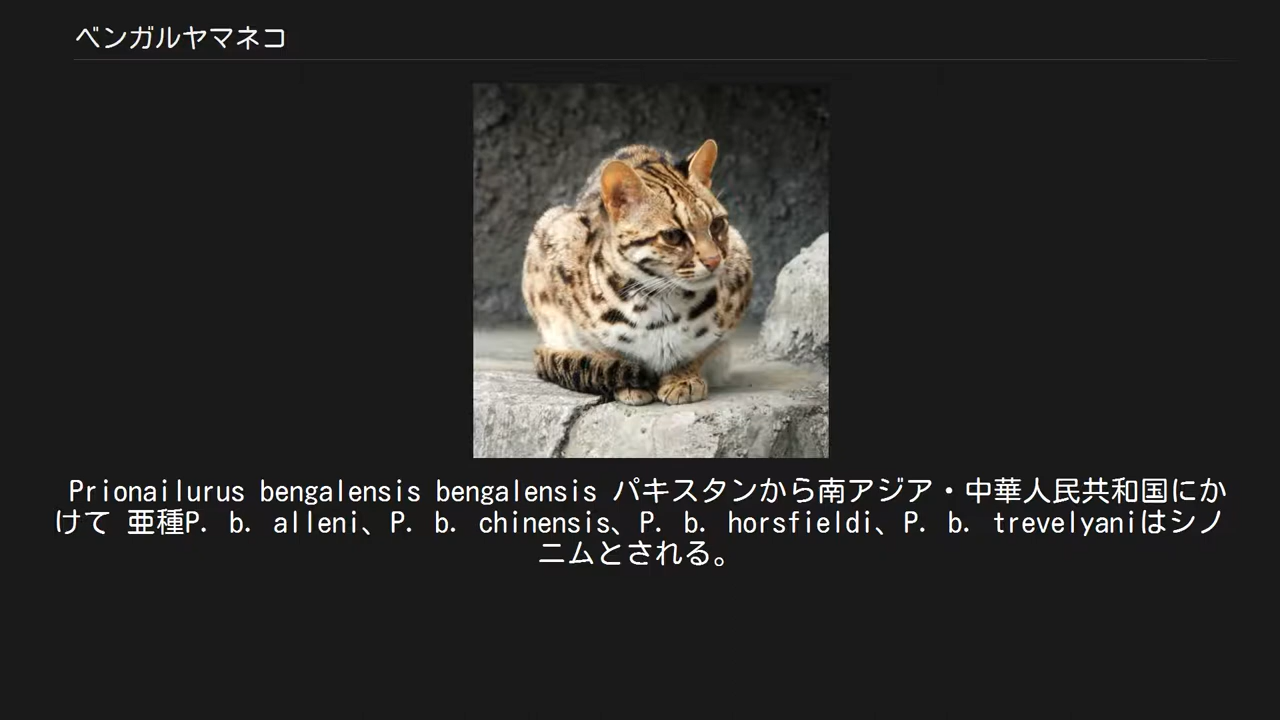 ベンガルヤマネコ
Prionailurus bengalensis bengalensis パキスタンから南アジア・中華人民共和国にか
けて 亜種P. b. alleni、P. b. chinensis、P. b. horsfieldi、P. b. trevelyaniはシノ
ニムとされる。